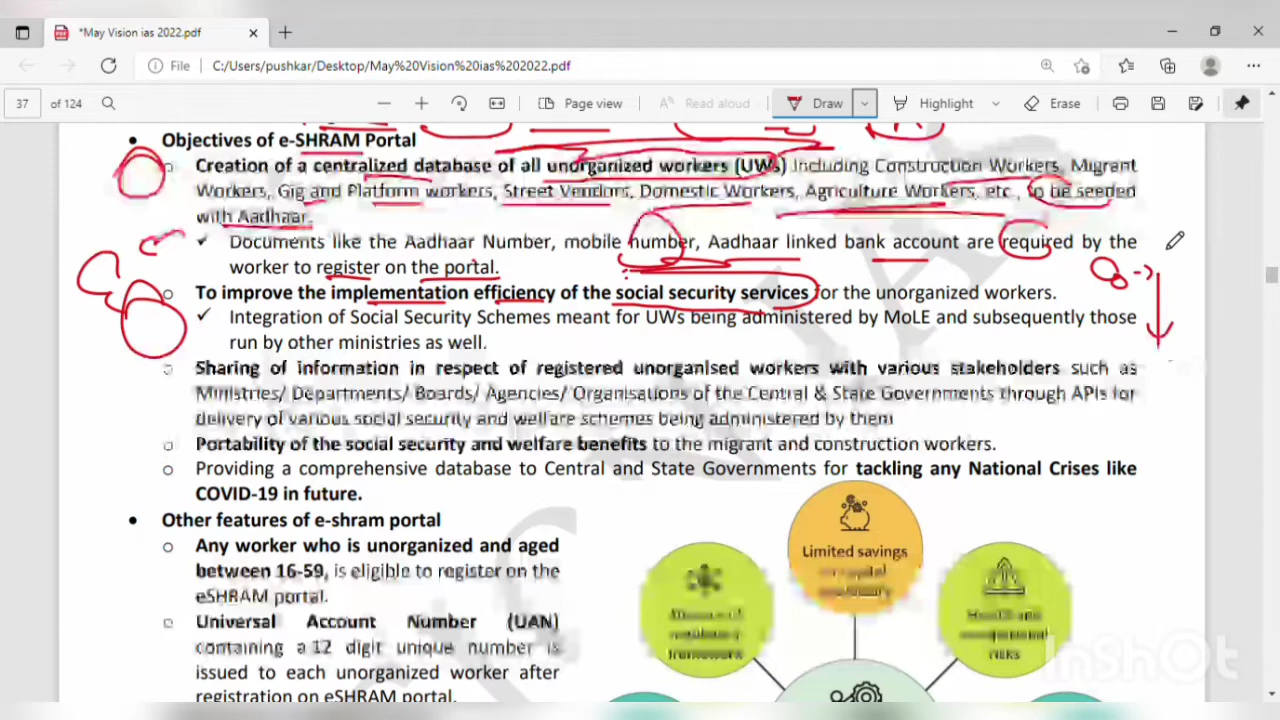 *May Vision ias 2022.pdf
File C:/Users/pushkar/Desktop/May%20Vision%20ias%202022.pdf
37 of 124 Page view Read aloud Draw Highlight Erase
• Objectives of e-SHRAM Portal
Creation of a centralized database of all unorganized workers (UWs) including Construction Workers, Migrant
Workers, Gig and Platform workers, Street Vendors, Domestic Workers, Agriculture Workers, etc., to be seeded
with Aadhaar.
✓ Documents like the Aadhaar Number, mobile number, Aadhaar linked bank account are required by the
worker to register on the portal.
○ To improve the implementation efficiency of the social security services for the unorganized workers.
✓ Integration of Social Security Schemes meant for UWs being administered by MoLE and subsequently those
run by other ministries as well.
○ Sharing of information in respect of registered unorganised workers with various stakeholders such as
Ministries/ Departments/ Boards/ Agencies/ Organisations of the Central & State Governments through APIs for
delivery of various social security and welfare schemes being administered by them
○ Portability of the social security and welfare benefits to the migrant and construction workers.
○ Providing a comprehensive database to Central and State Governments for tackling any National Crises like
COVID-19 in future.
• Other features of e-shram portal
○ Any worker who is unorganized and aged
between 16-59, is eligible to register on the
eSHRAM portal.
○ Universal Account Number (UAN)
containing a 12 digit unique number is
issued to each unorganized worker after
registration on eSHRAM portal.
Limited savings
Health and
risks
framework
InShOt